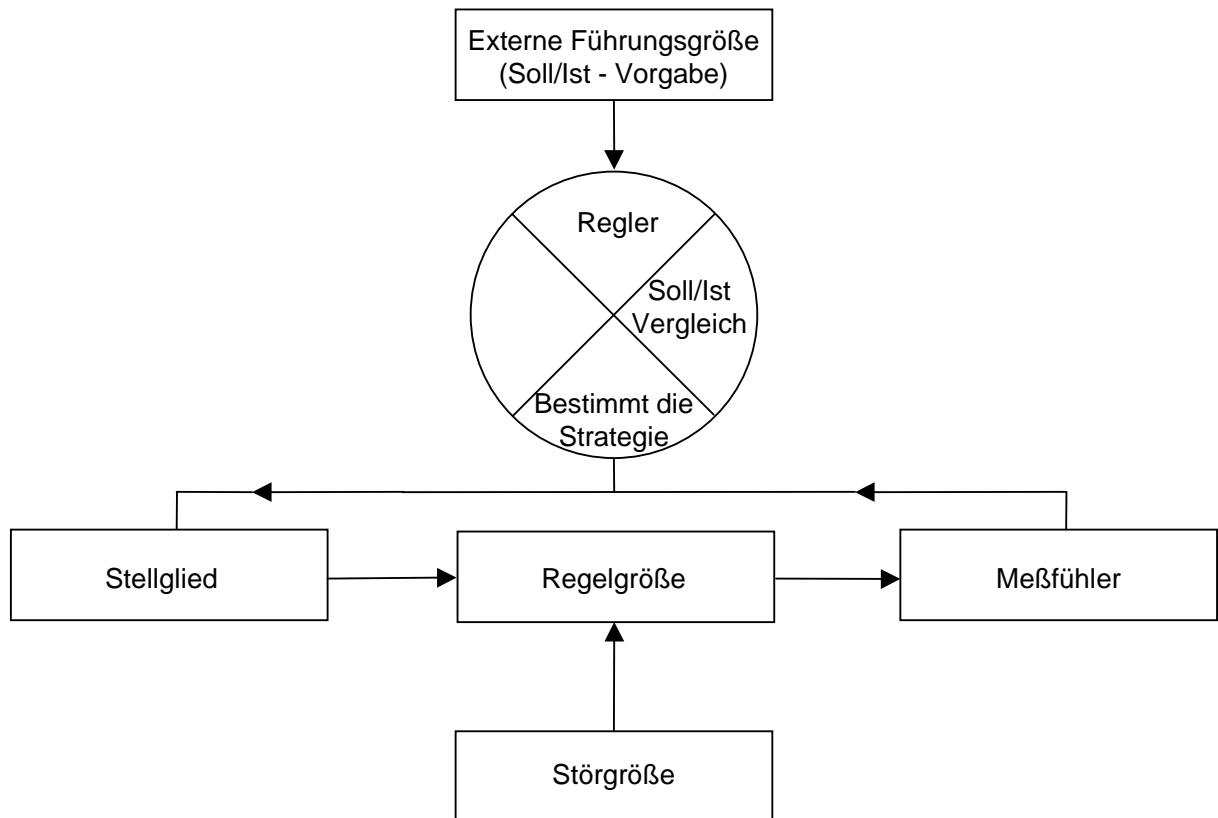 Externe Führungsgröße
(Soll/Ist - Vorgabe)
Regler
Soll/Ist
Vergleich
Bestimmt die
Strategie
Stellglied
Regelgröße
Meßfühler
Störgröße